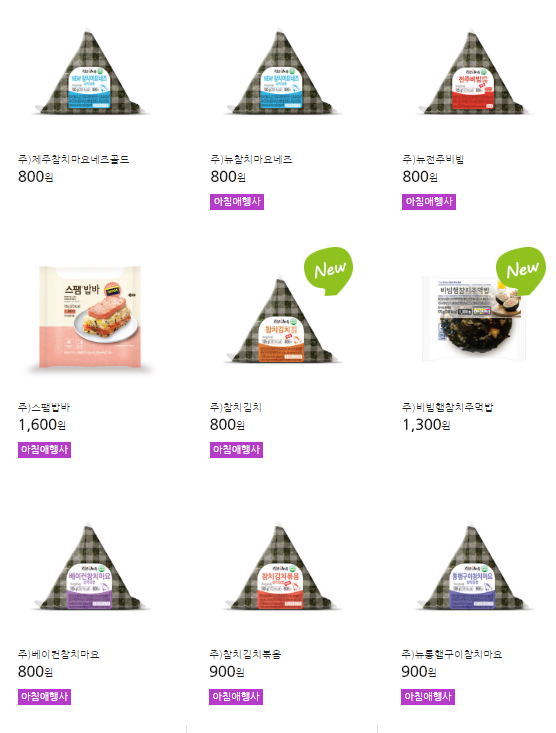 NEW 참치마요네즈
NEW 참치마요네즈
전주비빔
주)제주참치마요네즈골드
주)뉴참치마요네즈
주)뉴전주비빔
800원
800원
800원
아침애행사
아침애행사
스팸밥바
New
참치김치
New
비빔햄참치주먹밥
주)스팸밥바
주)참치김치
주)비빔햄참치주먹밥
1,600원
800원
1,300원
아침애행사
아침애행사
베이컨참치마요
참치김치볶음
통햄구이참치마요
주)베이컨참치마요
주)참치김치볶음
주)뉴통햄구이참치마요
800원
900원
900원
아침애행사
아침애행사
아침애행사